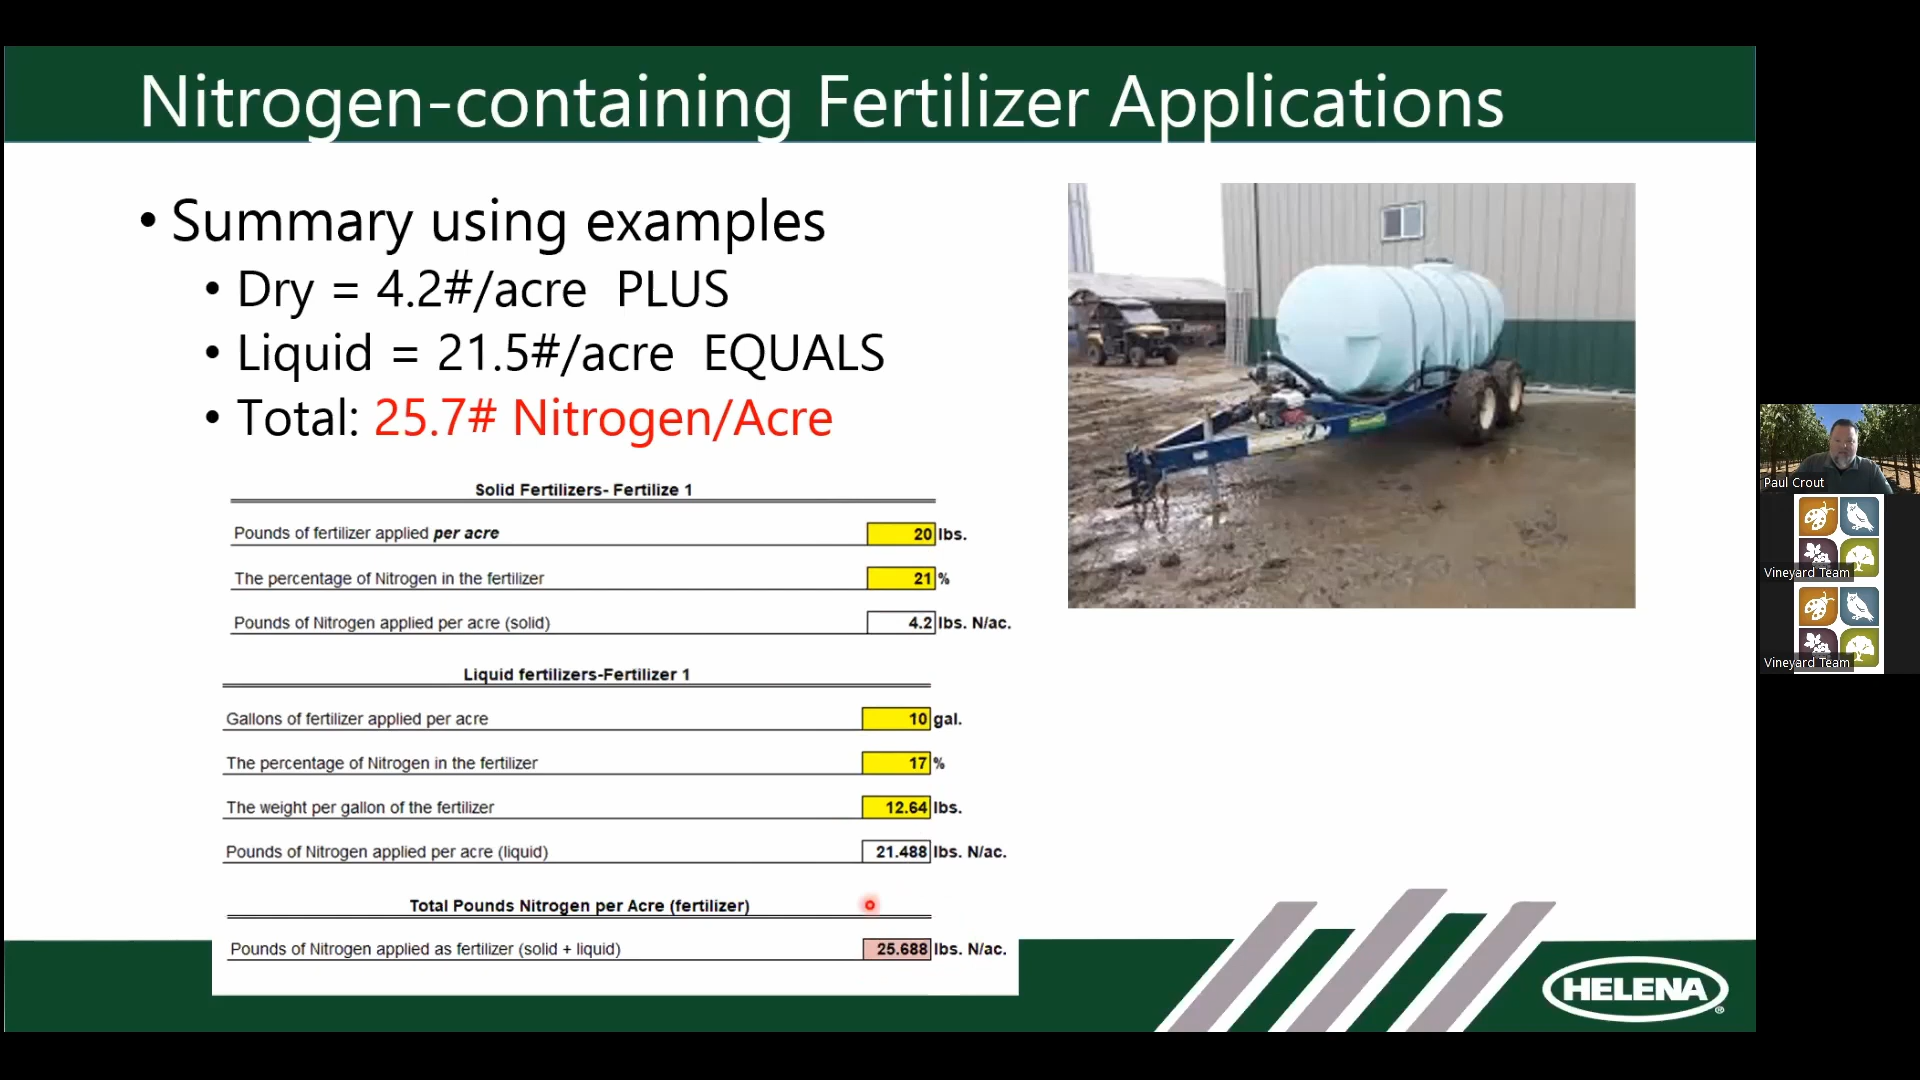 Nitrogen-containing Fertilizer Applications
• Summary using examples
• Dry = 4.2#/acre PLUS
• Liquid = 21.5#/acre EQUALS
• Total: 25.7# Nitrogen/Acre
Solid Fertilizers- Fertilize 1
Pounds of fertilizer applied per acre 20 lbs.
The percentage of Nitrogen in the fertilizer 21 %
Pounds of Nitrogen applied per acre (solid) 4.2 lbs. N/ac.
Liquid fertilizers-Fertilizer 1
Gallons of fertilizer applied per acre 10 gal.
The percentage of Nitrogen in the fertilizer 17 %
The weight per gallon of the fertilizer 12.64 lbs.
Pounds of Nitrogen applied per acre (liquid) 21.488 lbs. N/ac.
Total Pounds Nitrogen per Acre (fertilizer)
Pounds of Nitrogen applied as fertilizer (solid + liquid) 25.688 lbs. N/ac.
HELENA®
Paul Crout
Vineyard Team
Vineyard Team